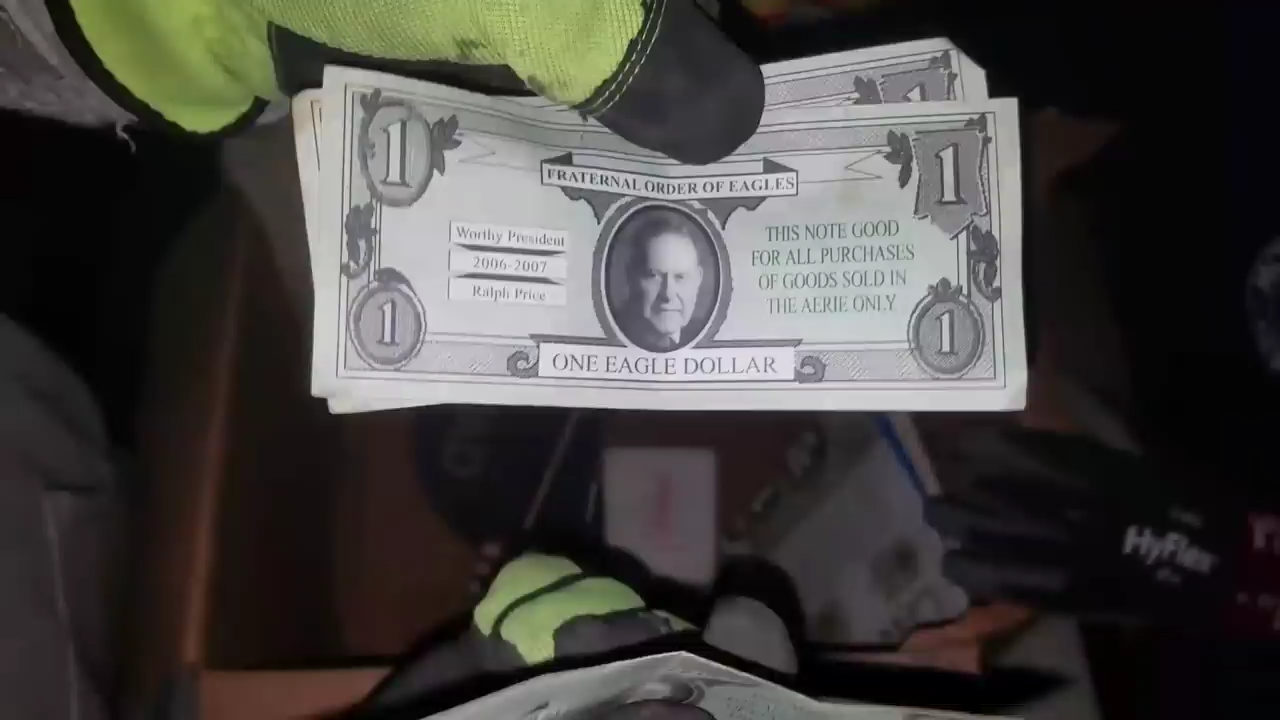 1
1
1
FRATERNAL ORDER OF EAGLES
Worthy President
2006-2007
Ralph Price
THIS NOTE GOOD
FOR ALL PURCHASES
OF GOODS SOLD IN
THE AERIE ONLY
1
1
ONE EAGLE DOLLAR
HyFlex